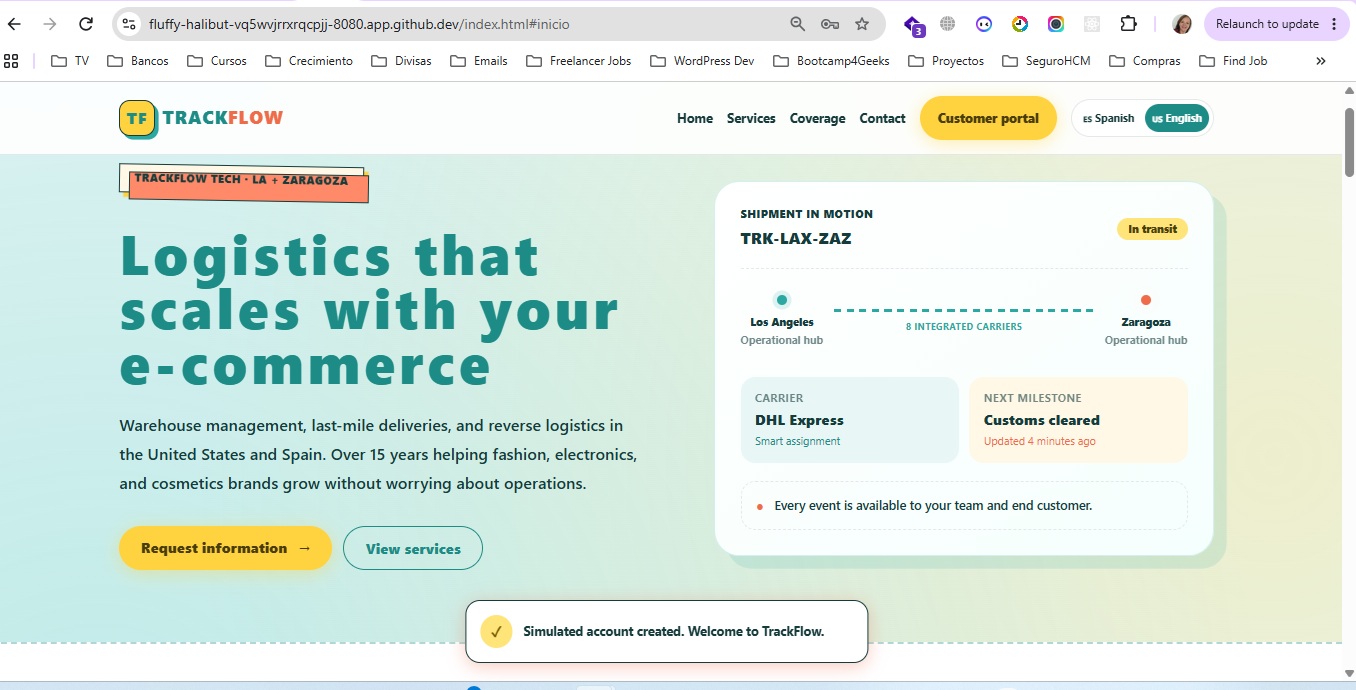 fluffy-halibut-vq5wvjrrxrqcpjj-8080.app.github.dev/index.html#inicio
3
Relaunch to update
TV
Bancos
Cursos
Crecimiento
Divisas
Emails
Freelancer Jobs
WordPress Dev
Bootcamp4Geeks
Proyectos
SeguroHCM
Compras
Find Job
»
TF
TRACKFLOW
Home
Services
Coverage
Contact
Customer portal
ES Spanish
US English
TRACKFLOW TECH · LA + ZARAGOZA
Logistics that
scales with your
e-commerce
Warehouse management, last-mile deliveries, and reverse logistics in
the United States and Spain. Over 15 years helping fashion, electronics,
and cosmetics brands grow without worrying about operations.
Request information →
View services
SHIPMENT IN MOTION
TRK-LAX-ZAZ
In transit
Los Angeles
Operational hub
8 INTEGRATED CARRIERS
Zaragoza
Operational hub
CARRIER
DHL Express
Smart assignment
NEXT MILESTONE
Customs cleared
Updated 4 minutes ago
Every event is available to your team and end customer.
✓
Simulated account created. Welcome to TrackFlow.